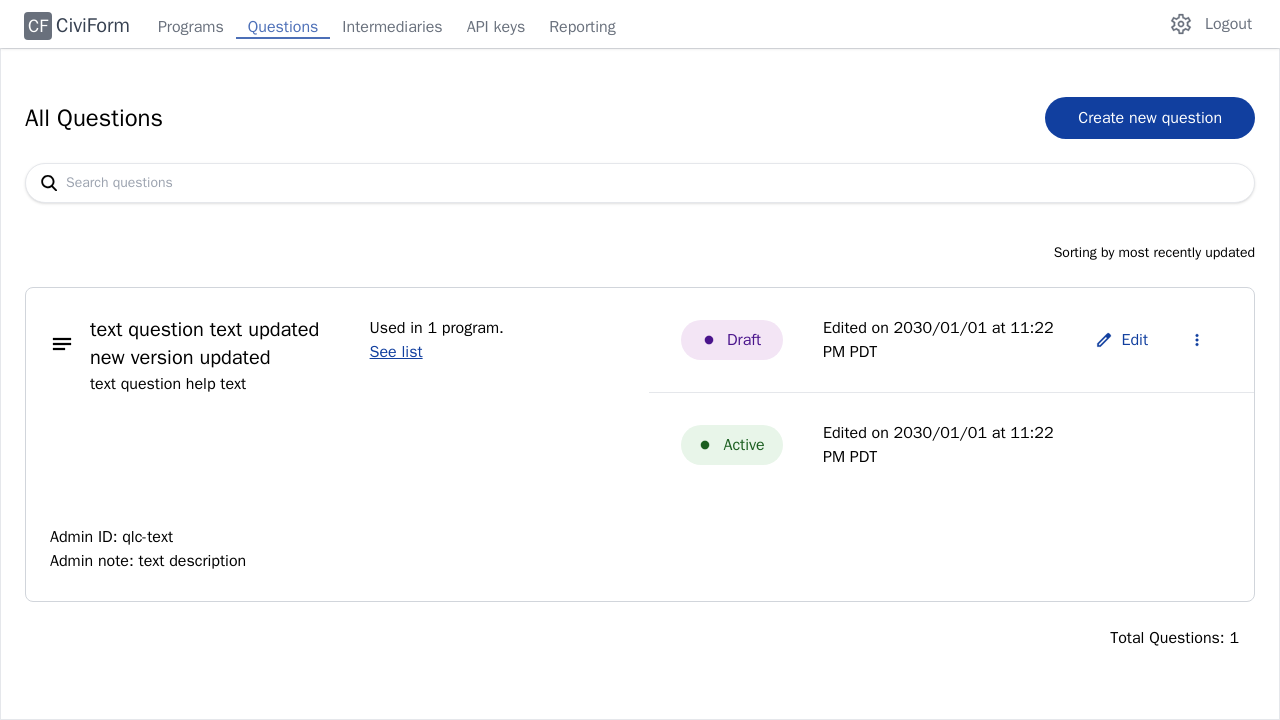 CF CiviForm Programs Questions Intermediaries API keys Reporting Logout
All Questions
Create new question
Search questions
Sorting by most recently updated
text question text updated
new version updated
text question help text
Used in 1 program.
See list
Draft
Edited on 2030/01/01 at 11:22
PM PDT
Edit
Active
Edited on 2030/01/01 at 11:22
PM PDT
Admin ID: qlc-text
Admin note: text description
Total Questions: 1